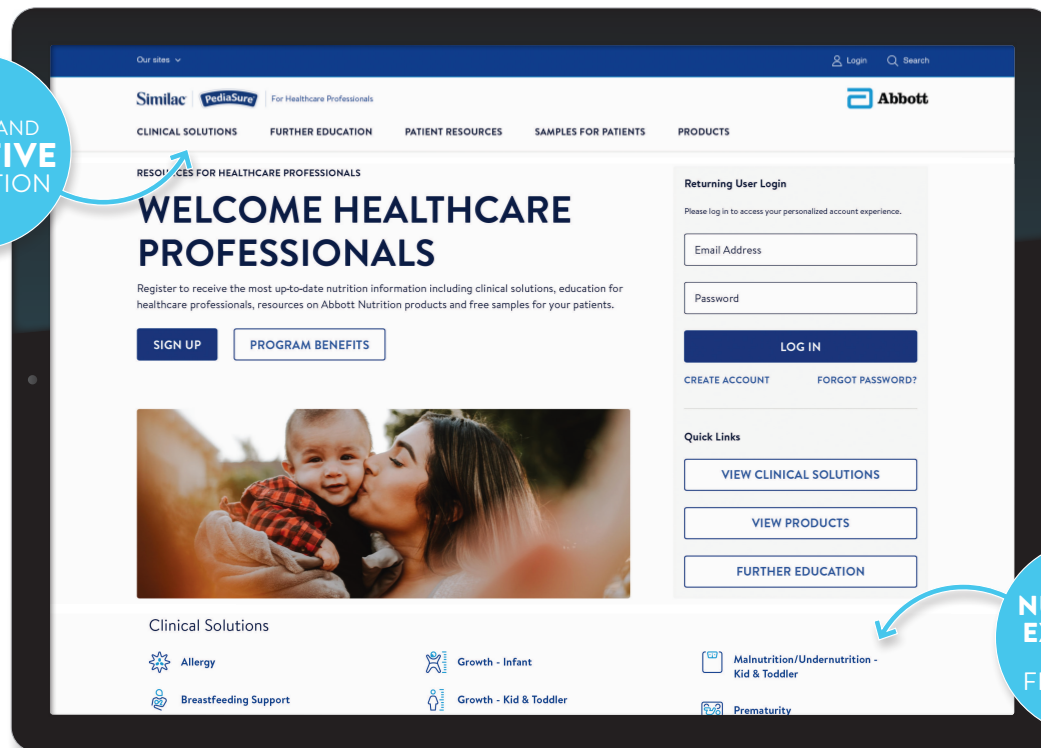 Our sites
Login
Search
Similac
PediaSure
For Healthcare Professionals
Abbott
CLINICAL SOLUTIONS
FURTHER EDUCATION
PATIENT RESOURCES
SAMPLES FOR PATIENTS
PRODUCTS
AND
RESOURCES FOR HEALTHCARE PROFESSIONALS
WELCOME HEALTHCARE
PROFESSIONALS
Register to receive the most up-to-date nutrition information including clinical solutions, education for
healthcare professionals, resources on Abbott Nutrition products and free samples for your patients.
SIGN UP
PROGRAM BENEFITS
Returning User Login
Please log in to access your personalized account experience.
Email Address
Password
LOG IN
CREATE ACCOUNT
FORGOT PASSWORD?
Quick Links
VIEW CLINICAL SOLUTIONS
VIEW PRODUCTS
FURTHER EDUCATION
Clinical Solutions
Allergy
Breastfeeding Support
Growth - Infant
Growth - Kid & Toddler
Malnutrition/Undernutrition -
Kid & Toddler
Prematurity